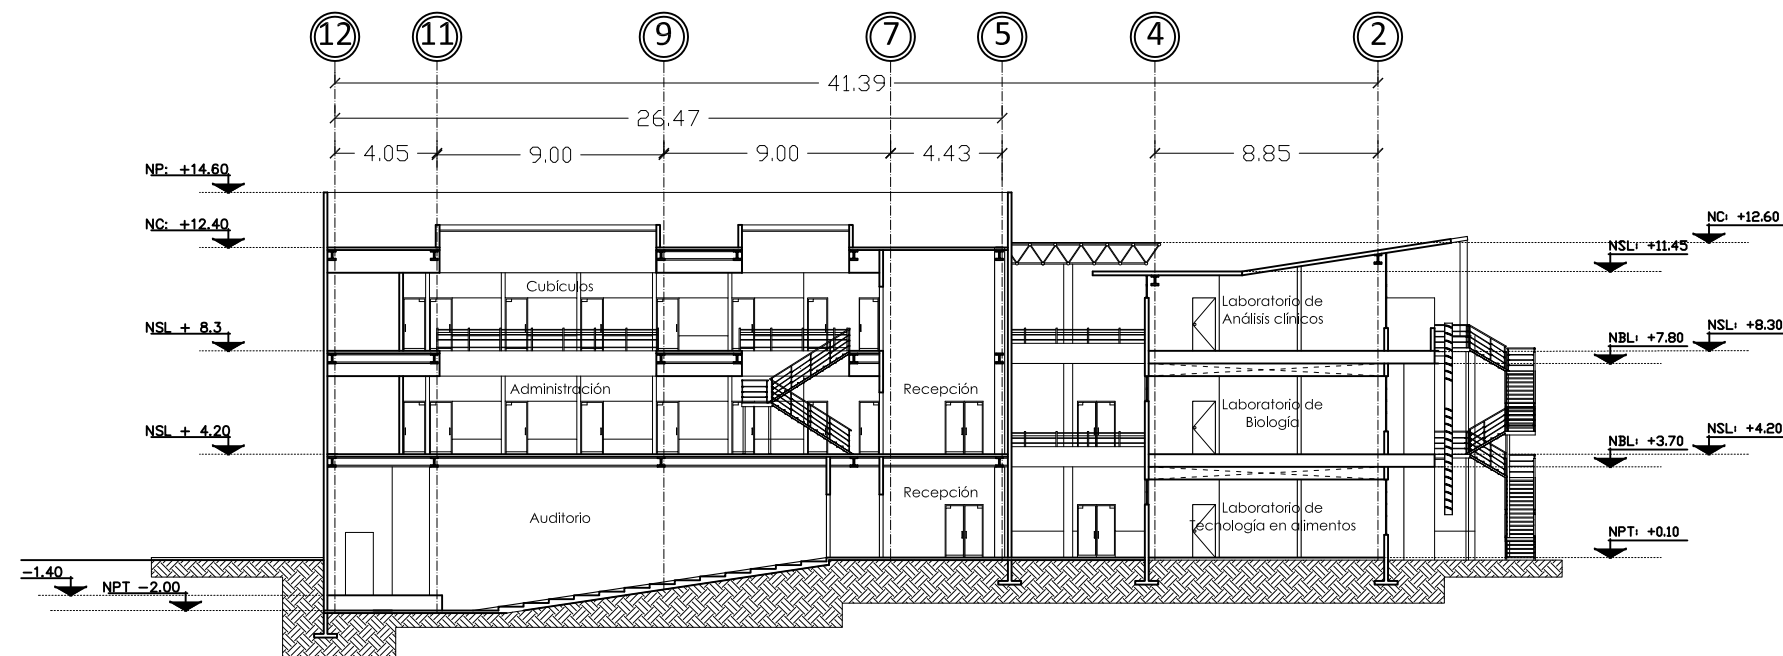 12 11 9 7 5 4 2
41.39
26.47
4.05 9.00 9.00 4.43 8.85
NP: +14.60
NC: +12.40
NC: +12.60
NSL: +11.45
Cubículos
Laboratorio de
Análisis clínicos
NSL + 8.3
NSL: +8.30
NBL: +7.80
Administración
Recepción
Laboratorio de
Biología
NSL + 4.20
NSL: +4.20
NBL: +3.70
Recepción
Auditorio
Laboratorio de
Tecnología en alimentos
NPT: +0.10
-1.40
NPT -2.00